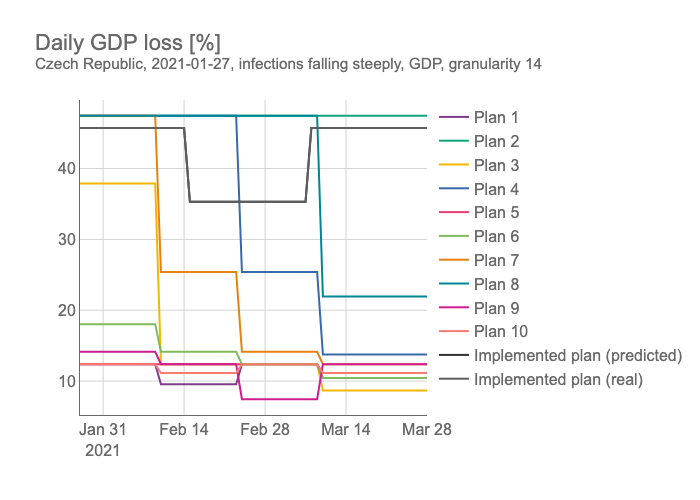 Daily GDP loss [%]
Czech Republic, 2021-01-27, infections falling steeply, GDP, granularity 14
40
30
20
10
Jan 31
2021
Feb 14
Feb 28
Mar 14
Mar 28
Plan 1
Plan 2
Plan 3
Plan 4
Plan 5
Plan 6
Plan 7
Plan 8
Plan 9
Plan 10
Implemented plan (predicted)
Implemented plan (real)